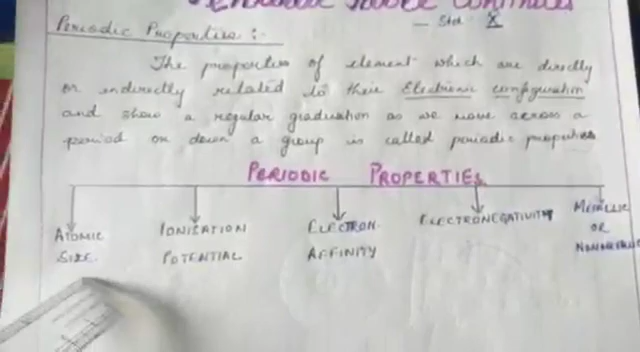 — Std X
Periodic Properties :-
The properties of element which are directly
or indirectly related to their Electronic configuration
and show a regular graduation as we move across a
period or down a group is called periodic properties
PERIODIC PROPERTIES
ATOMIC SIZE
IONISATION POTENTIAL
ELECTRON AFFINITY
ELECTRONEGATIVITY
METALLIC OR